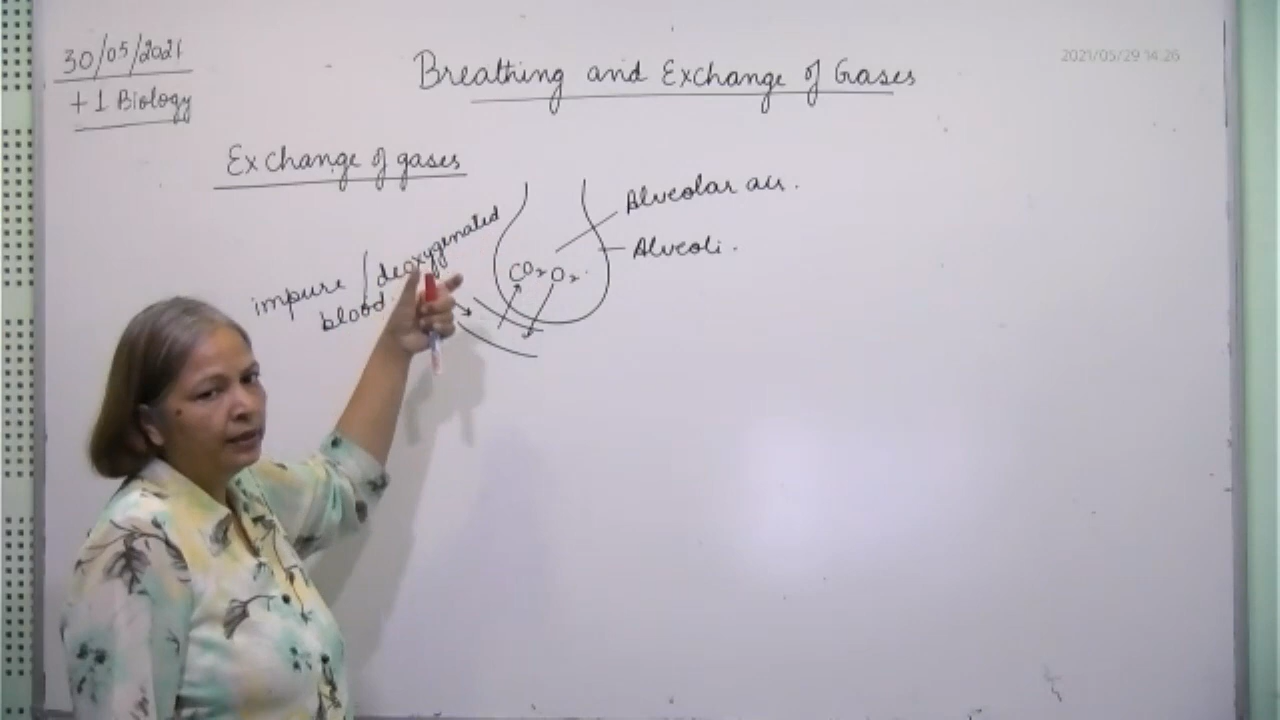 30/05/2021
+1 Biology
Breathing and Exchange of Gases
2021/05/29 14:26
Exchange of gases
Alveolar air.
Alveoli.
impure / deoxygenated
blood.
CO₂ O₂